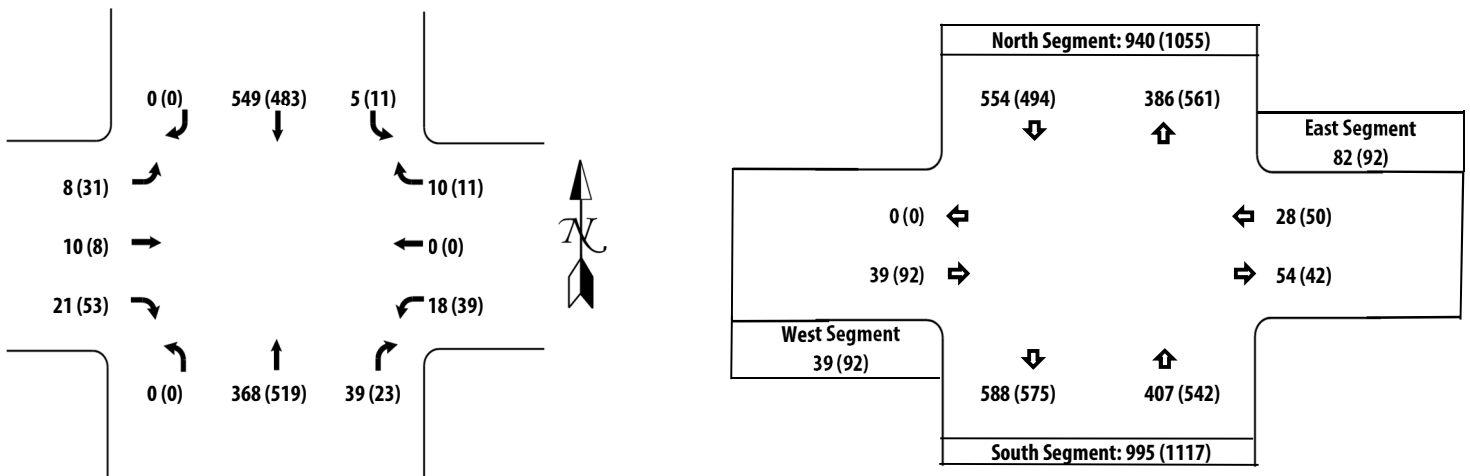 0 (0) 549 (483) 5 (11)
8 (31) 10 (11)
10 (8) 0 (0)
21 (53) 18 (39)
0 (0) 368 (519) 39 (23)
N
North Segment: 940 (1055)
554 (494) 386 (561)
East Segment
82 (92)
0 (0) 28 (50)
39 (92) 54 (42)
West Segment
39 (92)
588 (575) 407 (542)
South Segment: 995 (1117)